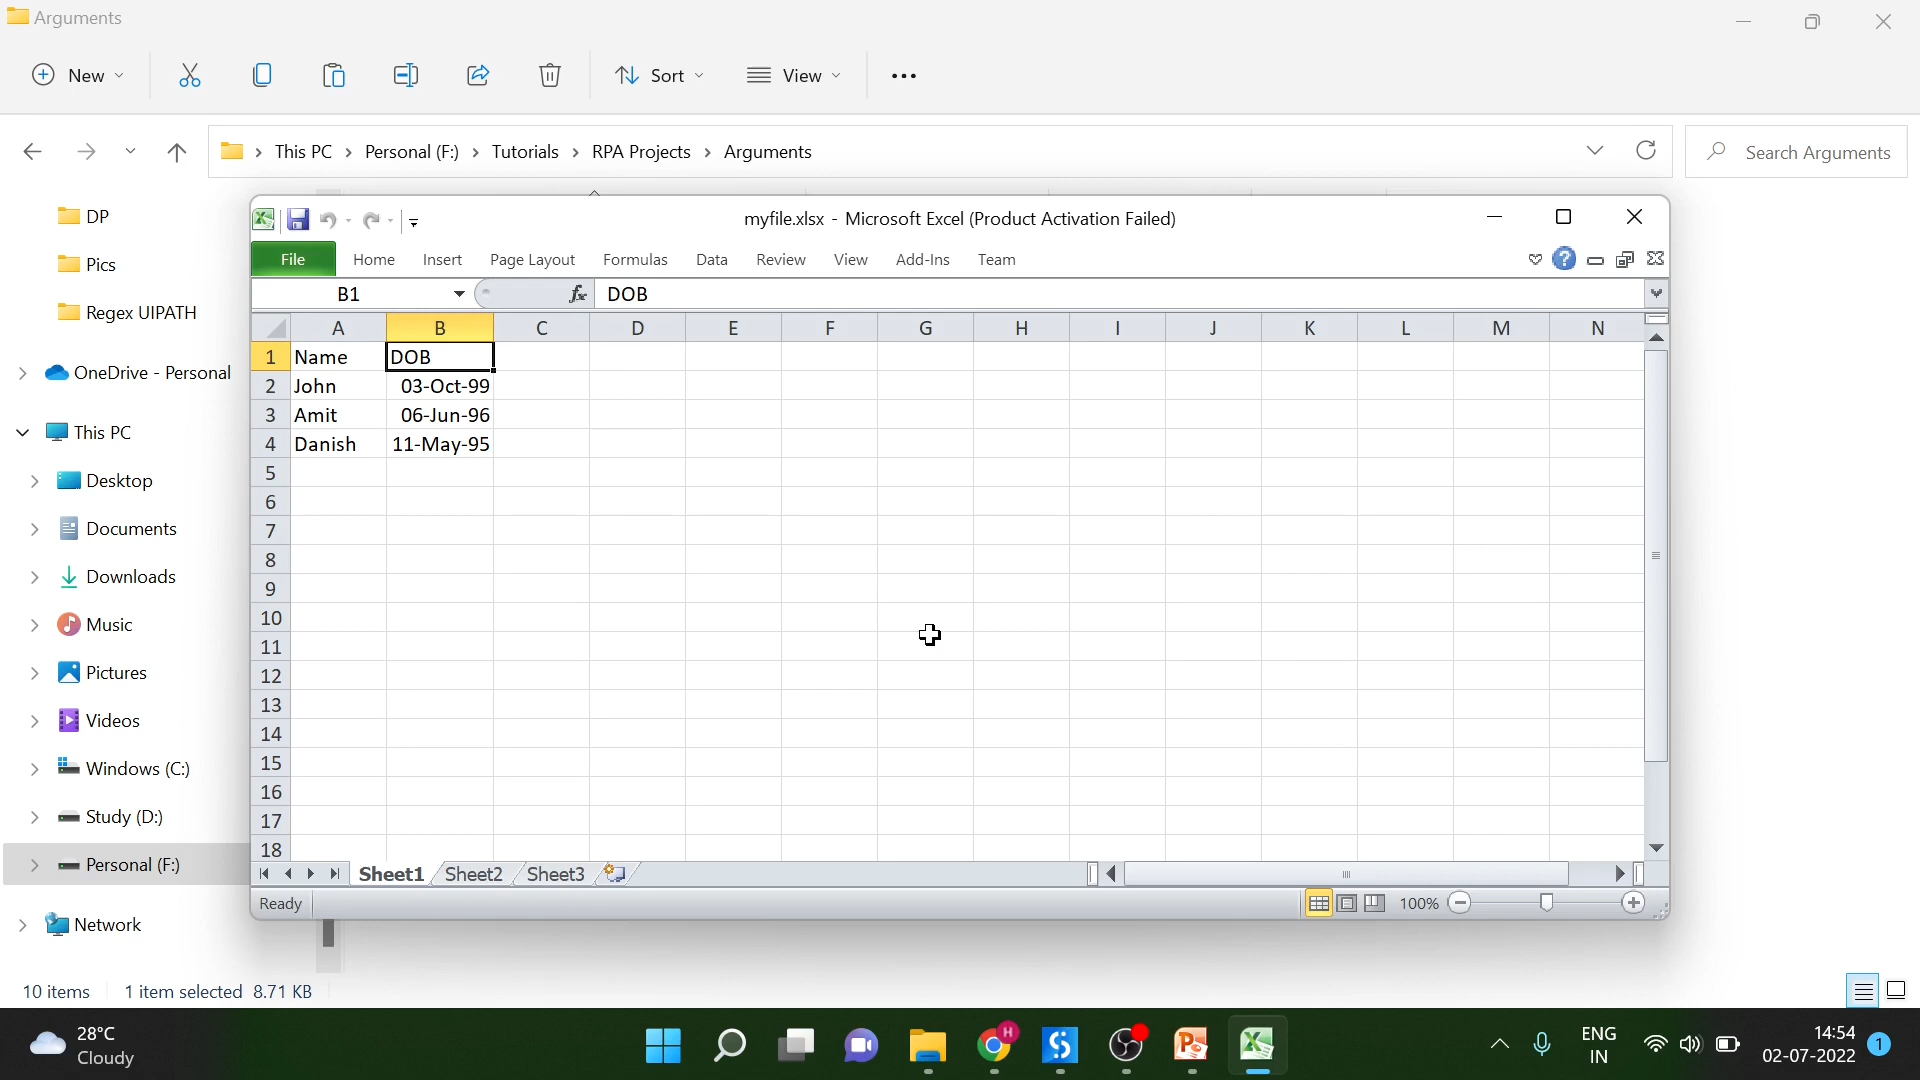 Arguments
New
Sort
View
This PC > Personal (F:) > Tutorials > RPA Projects > Arguments
Search Arguments
DP
Pics
Regex UIPATH
OneDrive - Personal
This PC
Desktop
Documents
Downloads
Music
Pictures
Videos
Windows (C:)
Study (D:)
Personal (F:)
Network
myfile.xlsx - Microsoft Excel (Product Activation Failed)
File Home Insert Page Layout Formulas Data Review View Add-Ins Team
B1 fx DOB
A B C D E F G H I J K L M N
1 Name DOB
2 John 03-Oct-99
3 Amit 06-Jun-96
4 Danish 11-May-95
5
6
7
8
9
10
11
12
13
14
15
16
17
18
Sheet1 Sheet2 Sheet3
Ready 100%
10 items 1 item selected 8.71 KB
28°C
Cloudy
H
ENG
IN
14:54
02-07-2022
1